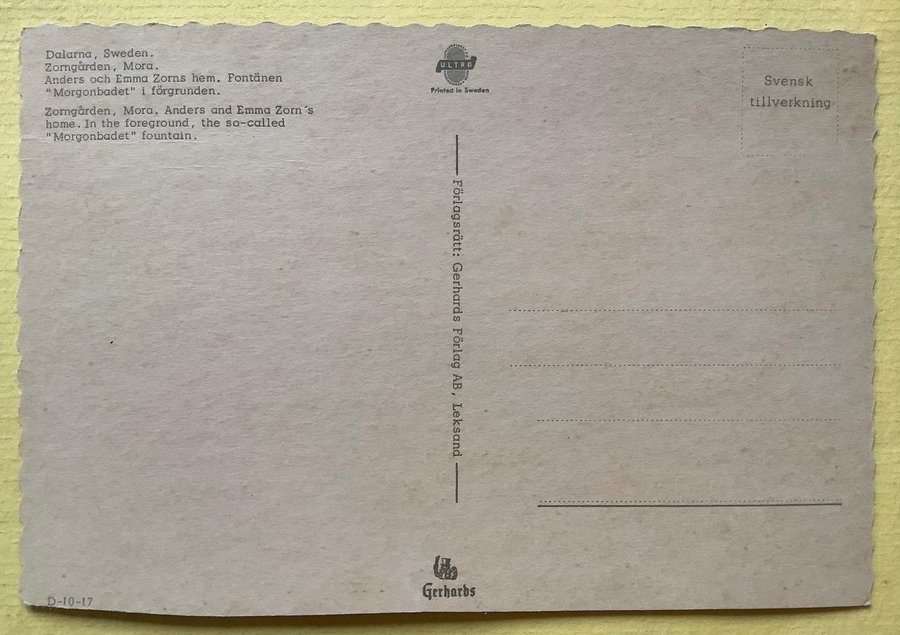 Dalarna, Sweden.
Zorngården, Mora.
Anders och Emma Zorns hem. Fontänen
"Morgonbadet" i förgrunden.
Zorngården, Mora. Anders and Emma Zorn´s
home. In the foreground, the so-called
"Morgonbadet" fountain.
ULTRA
Printed in Sweden
Svensk
tillverkning
Förlagsrätt: Gerhards Förlag AB, Leksand
Gerhards
D-10-17